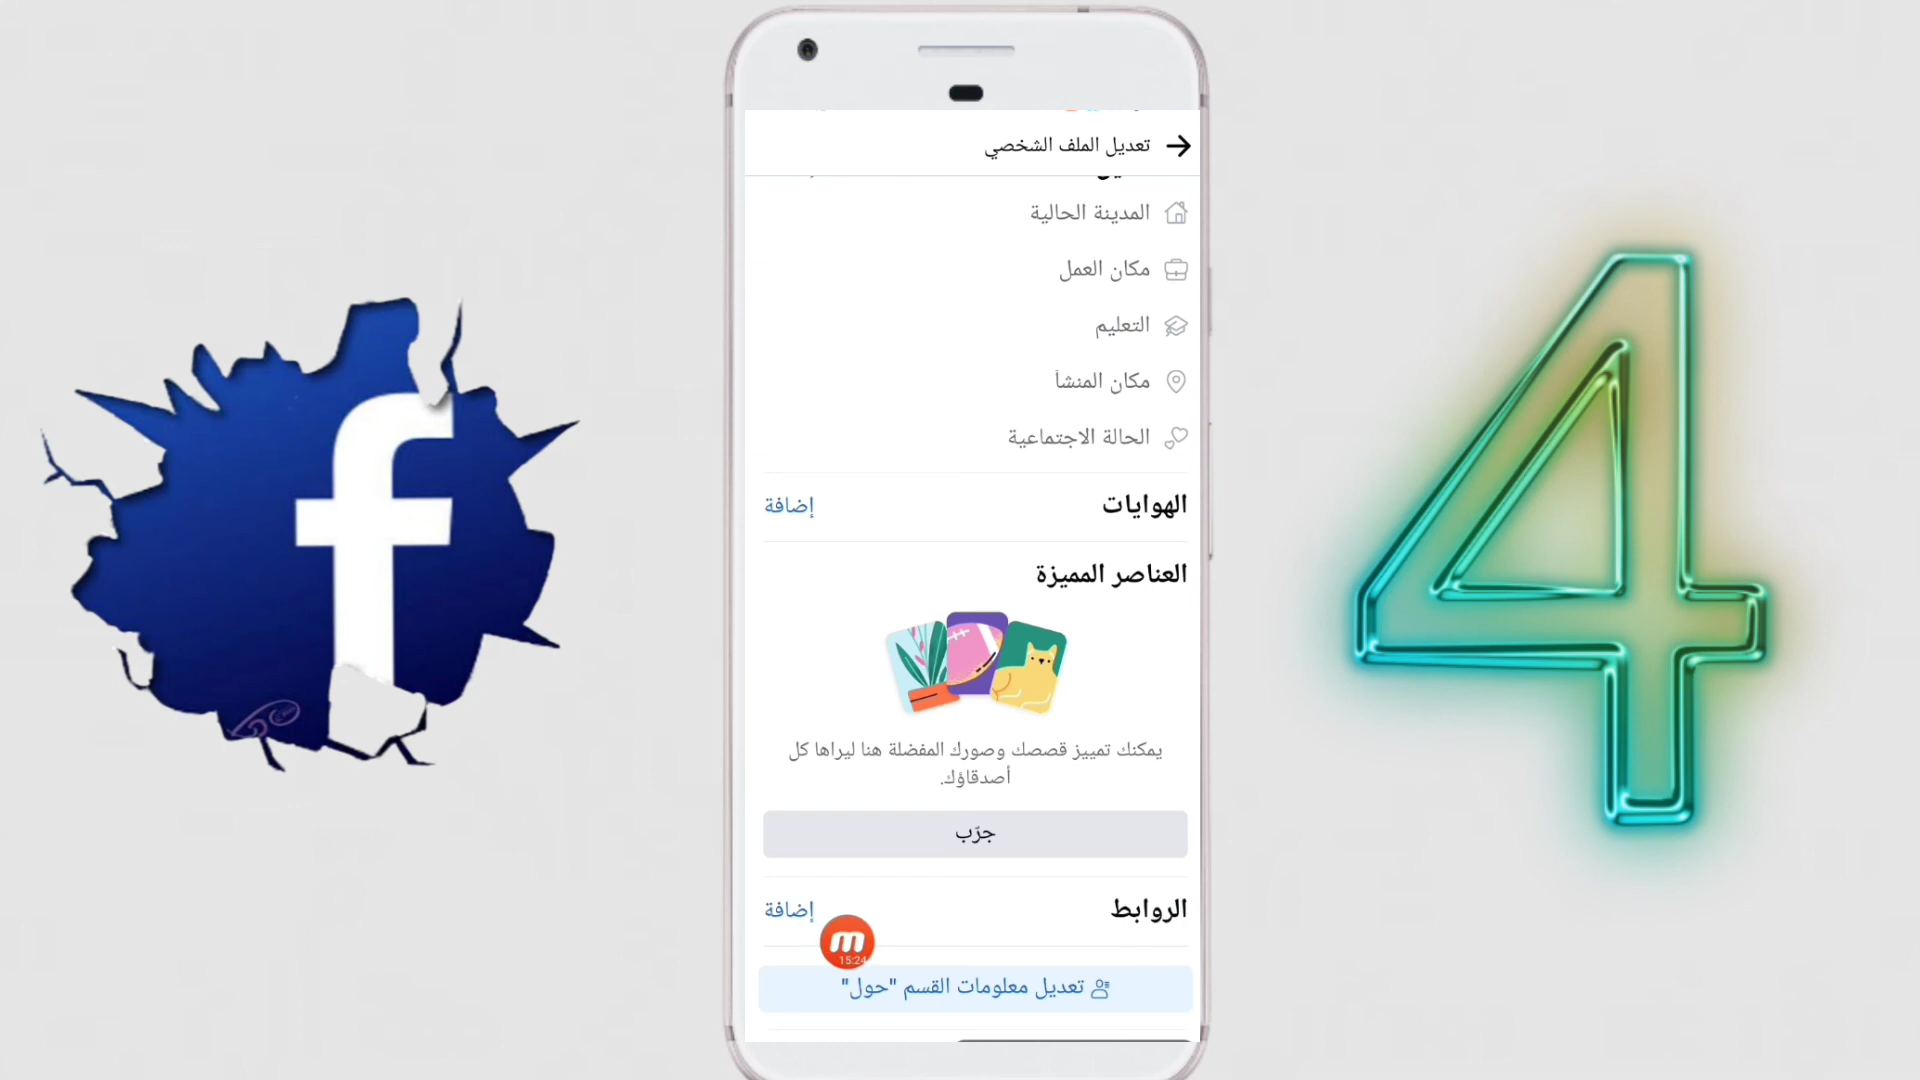 تعديل الملف الشخصي
المدينة الحالية
مكان العمل
التعليم
مكان المنشأ
الحالة الاجتماعية
الهوايات
إضافة
العناصر المميزة
يمكنك تمييز قصصك وصورك المفضلة هنا ليراها كل
أصدقاؤك.
جرّب
الروابط
إضافة
15:24
تعديل معلومات القسم "حول"
f
4